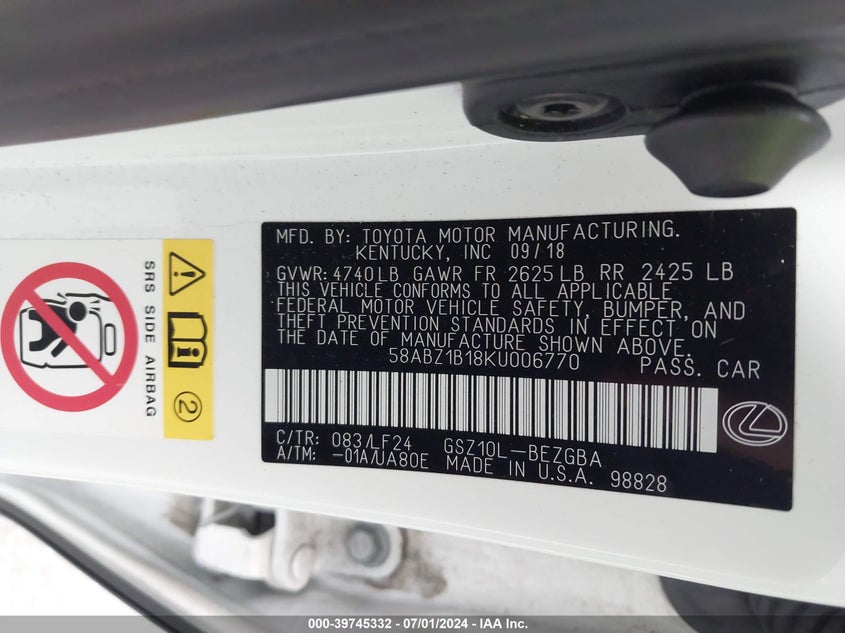 MFD. BY: TOYOTA MOTOR MANUFACTURING.
KENTUCKY, INC 09/18
GVWR: 4740LB GAWR FR 2625LB RR 2425 LB
THIS VEHICLE CONFORMS TO ALL APPLICABLE
FEDERAL MOTOR VEHICLE SAFETY, BUMPER, AND
THEFT PREVENTION STANDARDS IN EFFECT ON
THE DATE OF MANUFACTURE SHOWN ABOVE.
58ABZ1B18KU006770 PASS. CAR
C/TR: 083/LF24 GSZ10L-BEZGBA
A/TM: -01A/UA80E MADE IN U.S.A. 98828
SRS SIDE AIRBAG
2
000-39745332 / 07/01/2024 / IAA Inc.